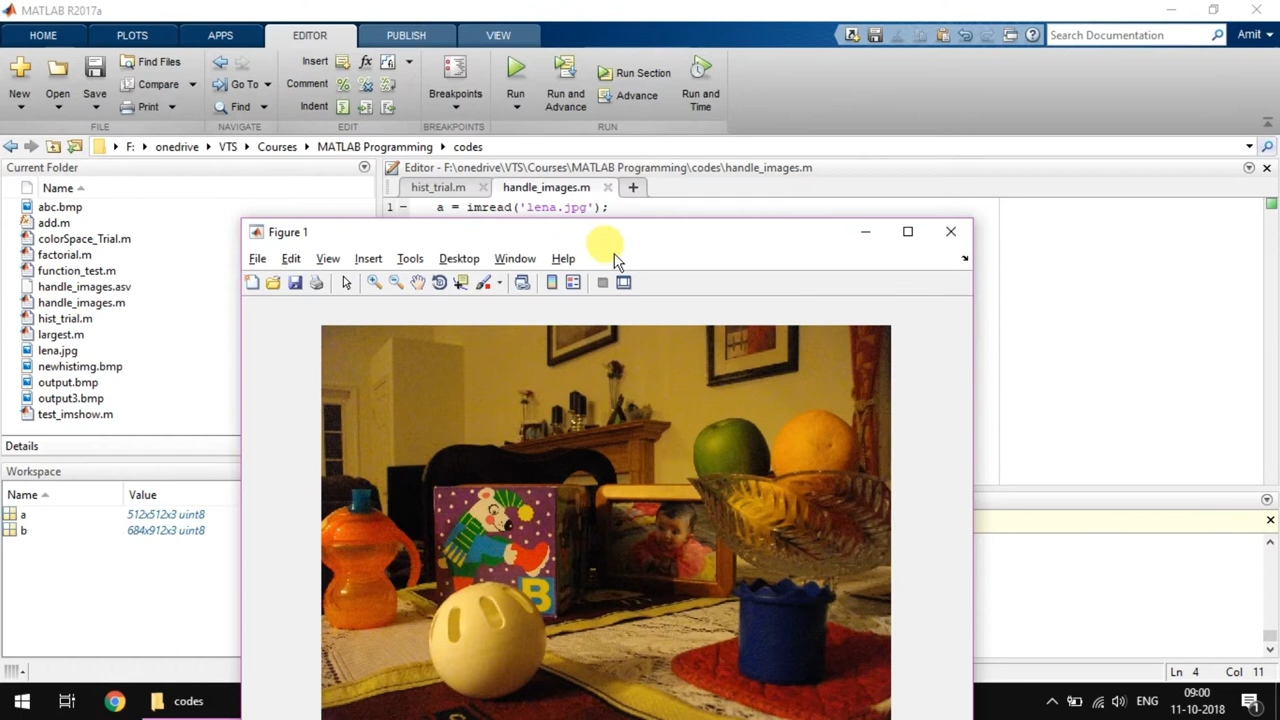 MATLAB R2017a
HOME PLOTS APPS EDITOR PUBLISH VIEW Search Documentation Amit
New Open Save Find Files Compare Print
Go To Find
Insert fx
Comment
Indent
Breakpoints
Run Run and Advance Run Section Advance Run and Time
FILE NAVIGATE EDIT BREAKPOINTS RUN
F: onedrive VTS Courses MATLAB Programming codes
Current Folder
Editor - F:\onedrive\VTS\Courses\MATLAB Programming\codes\handle_images.m
Name
hist_trial.m handle_images.m
1 - a = imread('lena.jpg');
abc.bmp
add.m
colorSpace_Trial.m
factorial.m
function_test.m
handle_images.asv
handle_images.m
hist_trial.m
largest.m
lena.jpg
newhistimg.bmp
output.bmp
output3.bmp
test_imshow.m
Details
Workspace
Name Value
a 512x512x3 uint8
b 684x912x3 uint8
Figure 1
File Edit View Insert Tools Desktop Window Help
B
Ln 4 Col 11
codes
ENG
09:00
11-10-2018
1